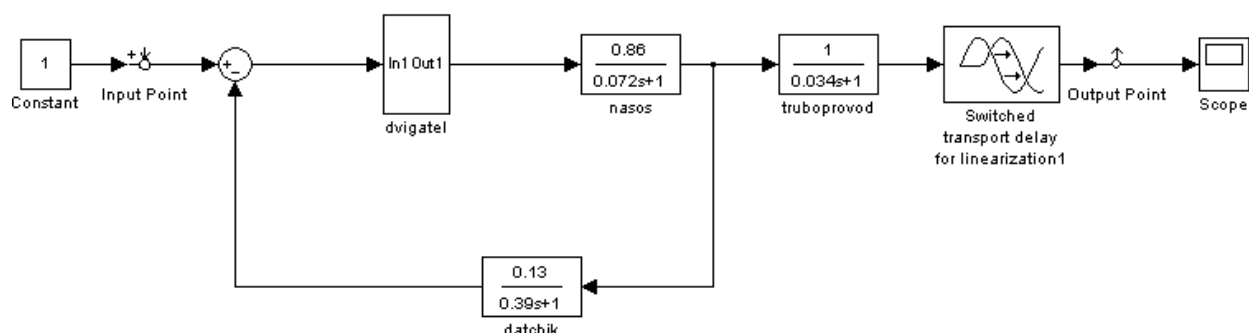 1
Constant
Input Point
In1 Out1
dvigatel
0.86
0.072s+1
nasos
1
0.034s+1
truboprovod
Switched
transport delay
for linearization1
Output Point
Scope
0.13
0.39s+1
datchik